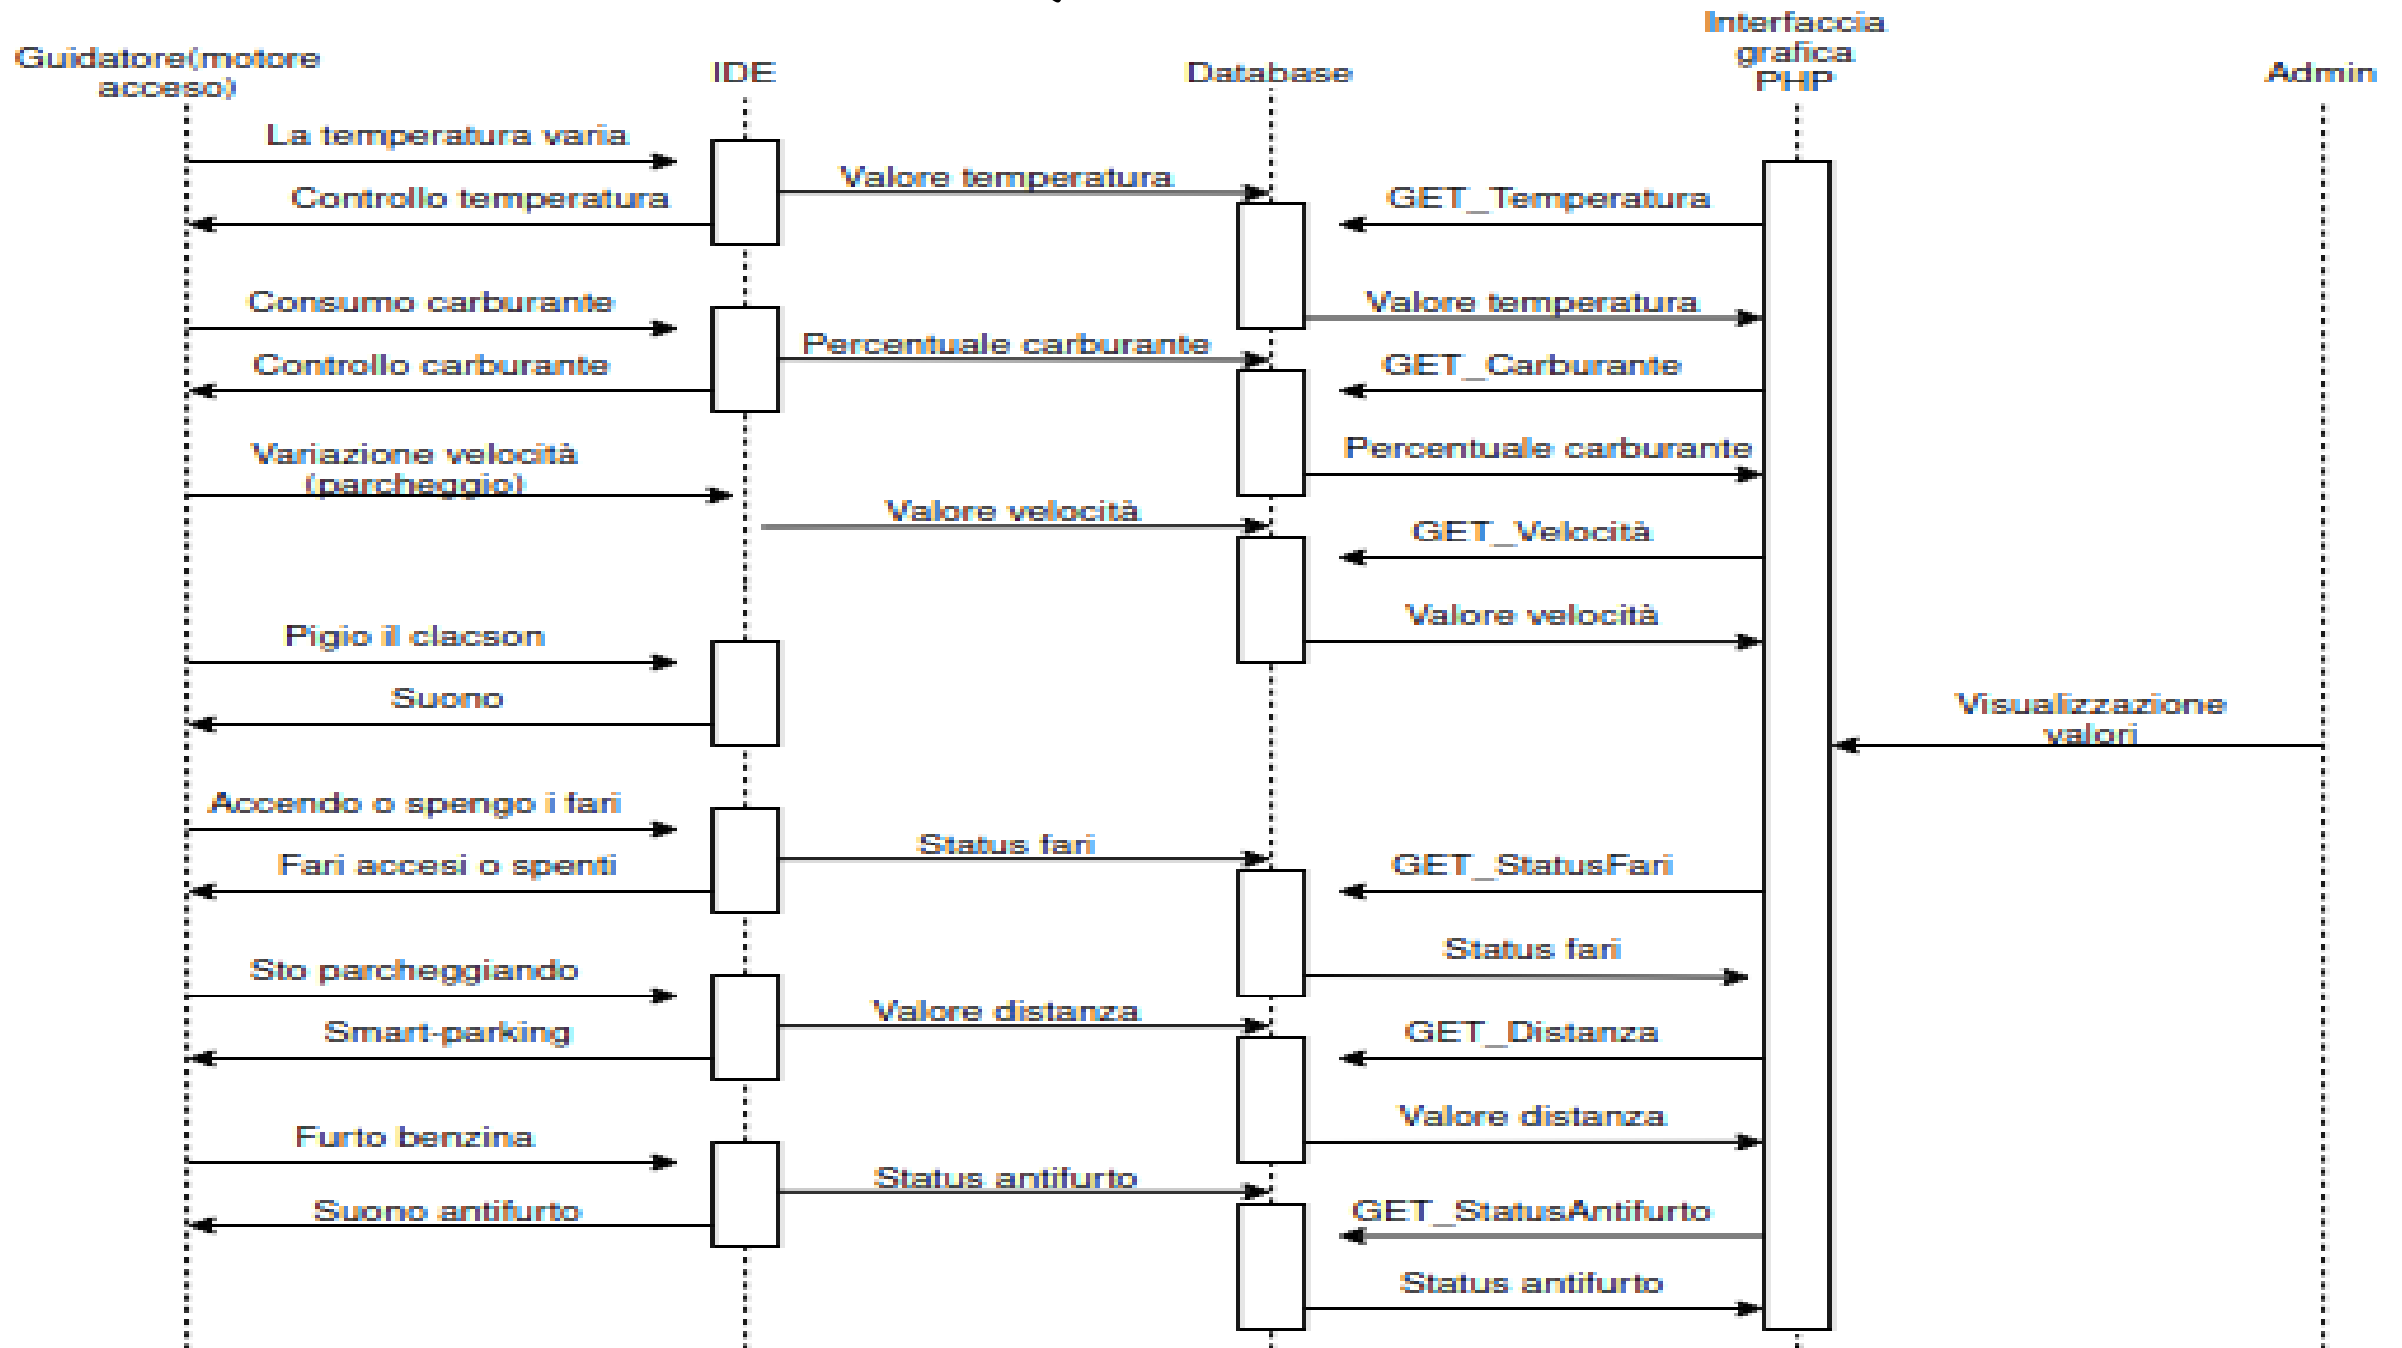 Interfaccia
grafica
PHP
Guidatore(motore
acceso)
IDE
Database
Admin
La temperatura varia
Valore temperatura
Controllo temperatura
GET_Temperatura
Consumo carburante
Valore temperatura
Percentuale carburante
Controllo carburante
GET_Carburante
Variazione velocità
(parcheggio)
Percentuale carburante
Valore velocità
GET_Velocità
Pigio il clacson
Valore velocità
Suono
Visualizzazione
valori
Accendo o spengo i fari
Status fari
Fari accesi o spenti
GET_StatusFari
Sto parcheggiando
Status fari
Valore distanza
Smart-parking
GET_Distanza
Furto benzina
Valore distanza
Status antifurto
Suono antifurto
GET_StatusAntifurto
Status antifurto